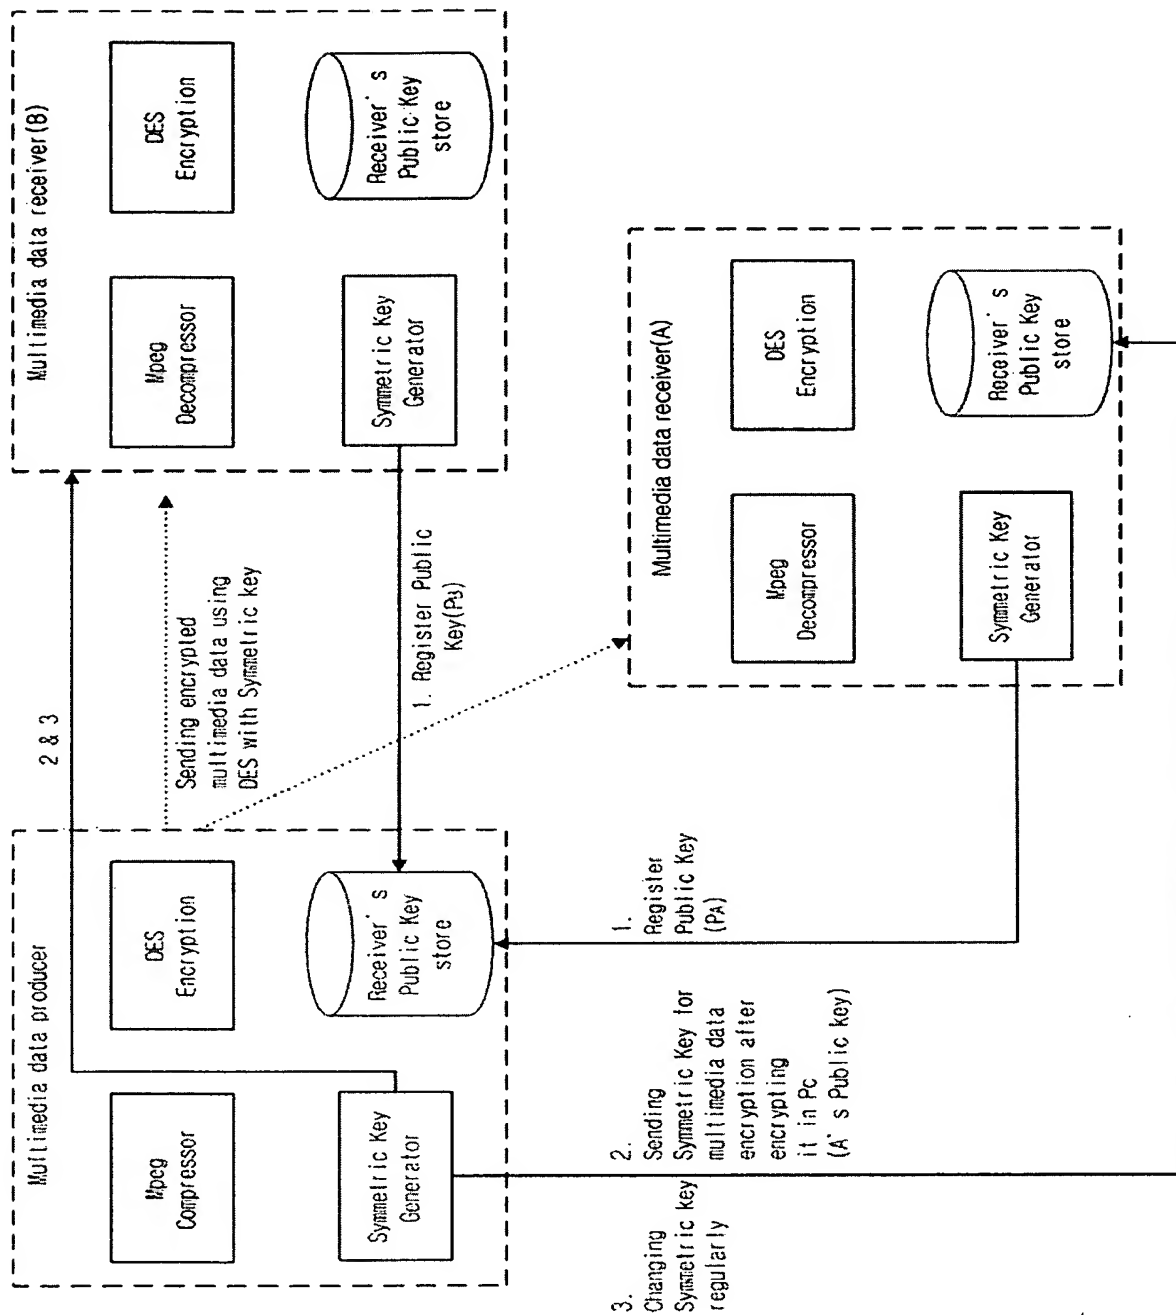 Multimedia data producer
Mpeg
Compressor
DES
Encryption
Symmetric Key
Generator
Receiver's
Public Key
store
2 & 3
Sending encrypted
multimedia data using
DES with Symmetric key
1. Register Public
Key(PB)
Multimedia data receiver(B)
Mpeg
Decompressor
DES
Encryption
Symmetric Key
Generator
Receiver's
Public Key
store
3.
Changing
Symmetric key
regularly
2.
Sending
Symmetric Key for
multimedia data
encryption after
encrypting
it in Pc
(A's Public key)
1.
Register
Public Key
(PA)
Multimedia data receiver(A)
Mpeg
Decompressor
DES
Encryption
Symmetric Key
Generator
Receiver's
Public Key
store